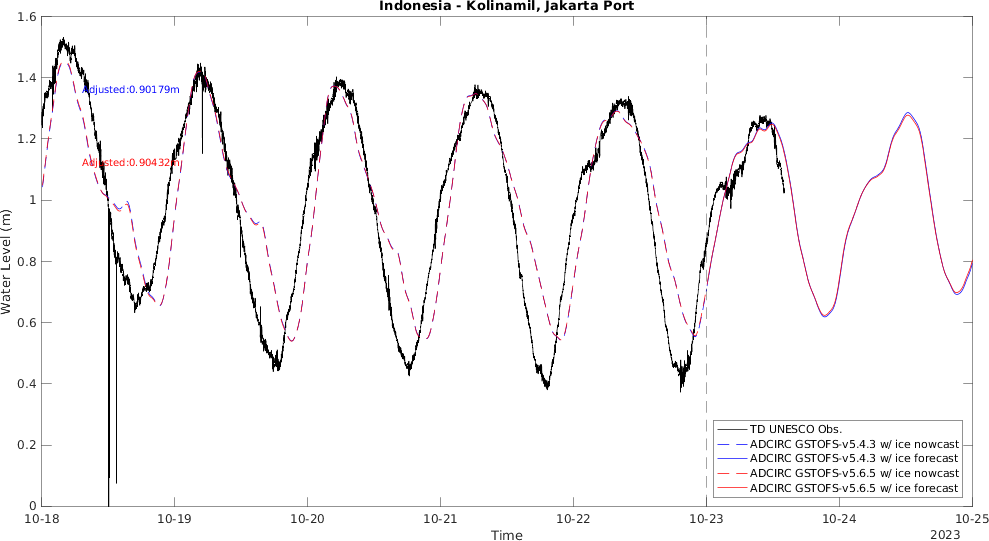 Indonesia - Kolinamil, Jakarta Port
1.6
1.4
1.2
1
0.8
0.6
0.4
0.2
0
Water Level (m)
Adjusted:0.90179m
Adjusted:0.90432m
TD UNESCO Obs.
ADCIRC GSTOFS-v5.4.3 w/ ice nowcast
ADCIRC GSTOFS-v5.4.3 w/ ice forecast
ADCIRC GSTOFS-v5.6.5 w/ ice nowcast
ADCIRC GSTOFS-v5.6.5 w/ ice forecast
10-18 10-19 10-20 10-21 10-22 10-23 10-24 10-25
Time
2023